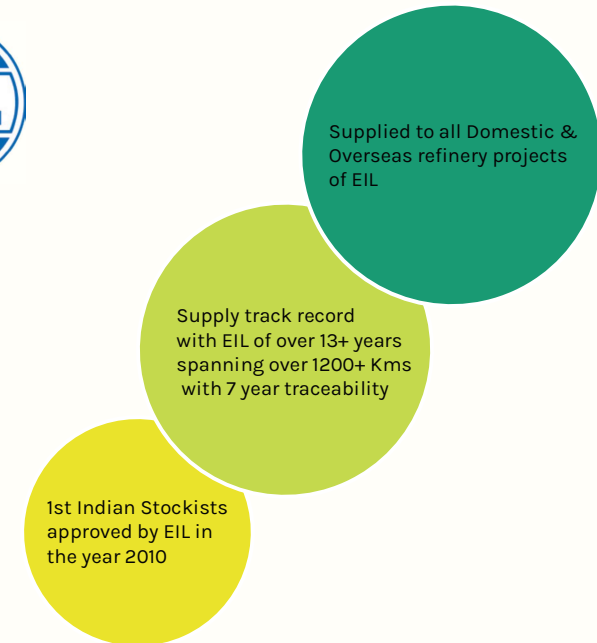 Supplied to all Domestic &
Overseas refinery projects
of EIL
Supply track record
with EIL of over 13+ years
spanning over 1200+ Kms
with 7 year traceability
1st Indian Stockists
approved by EIL in
the year 2010